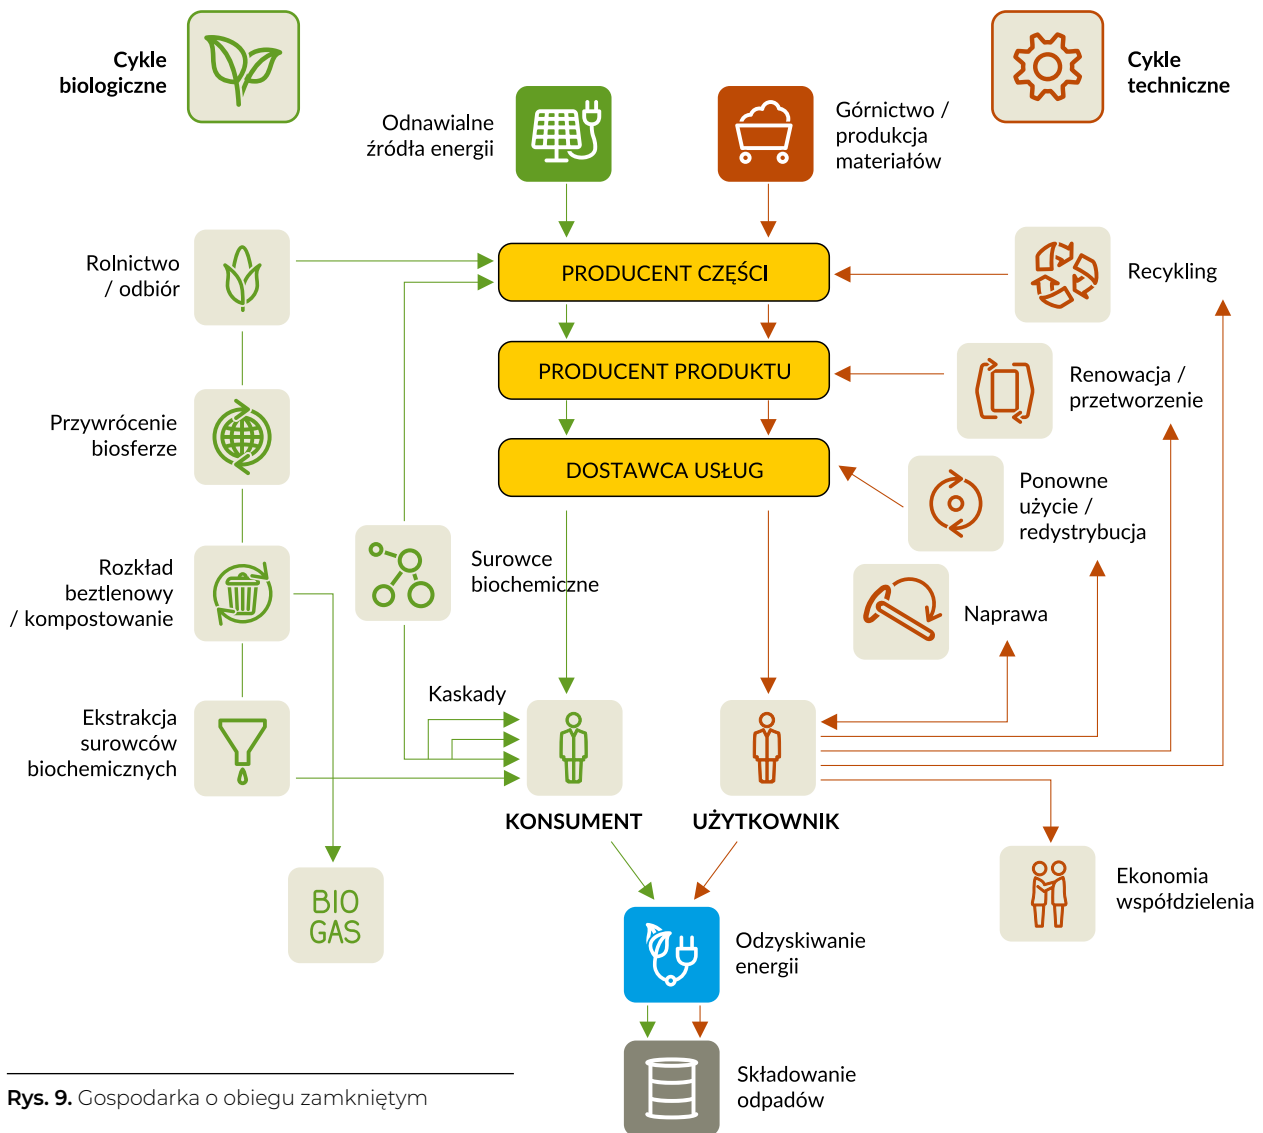 Cykle
biologiczne
Cykle
techniczne
Odnawialne
źródła energii
Górnictwo /
produkcja
materiałów
Rolnictwo
/ odbiór
PRODUCENT CZĘŚCI
Recykling
PRODUCENT PRODUKTU
Renowacja /
przetworzenie
Przywrócenie
biosferze
DOSTAWCA USŁUG
Ponowne
użycie /
redystrybucja
Rozkład
beztlenowy
/ kompostowanie
Surowce
biochemiczne
Naprawa
Kaskady
Ekstrakcja
surowców
biochemicznych
KONSUMENT
UŻYTKOWNIK
BIO
GAS
Ekonomia
współdzielenia
Odzyskiwanie
energii
Składowanie
odpadów
Rys. 9. Gospodarka o obiegu zamkniętym